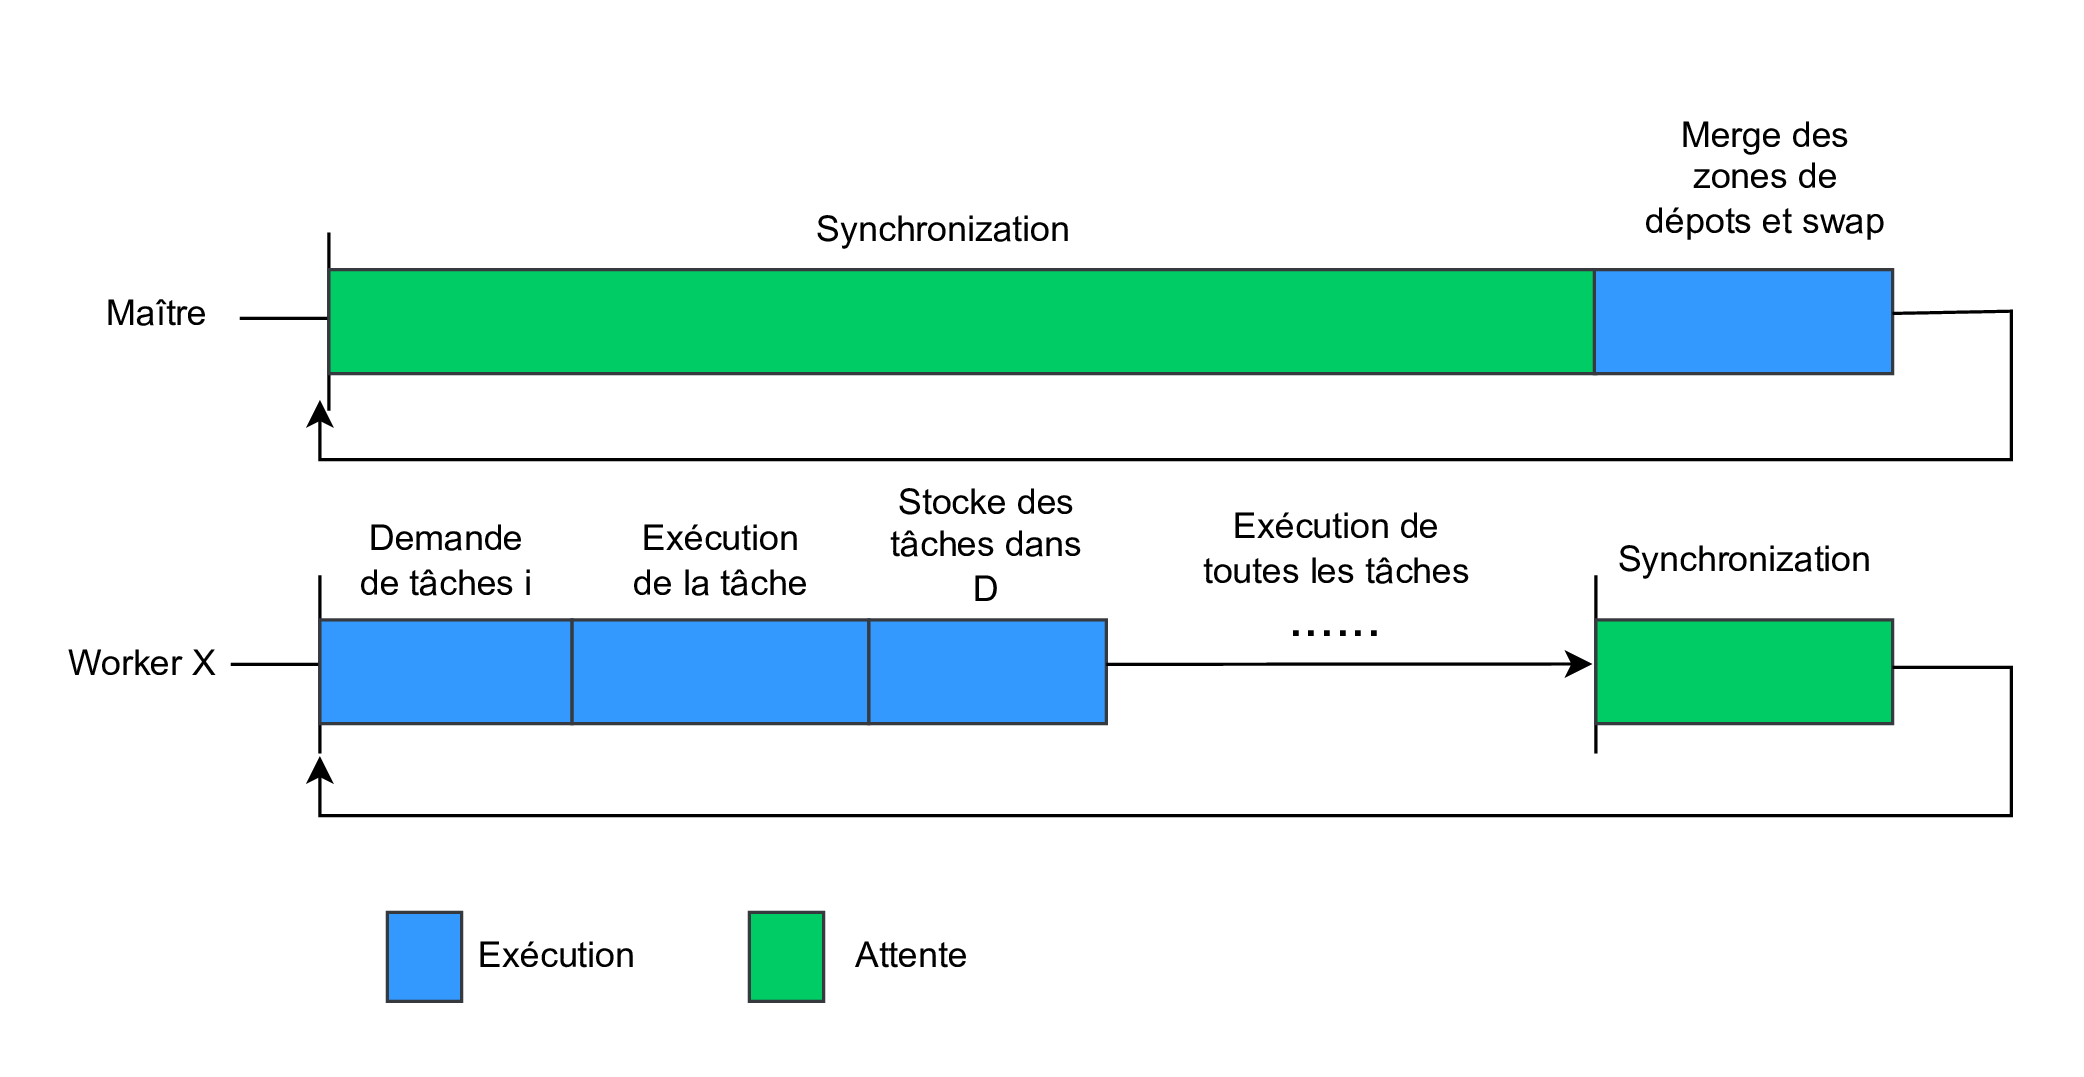 Merge des
zones de
dépots et swap
Synchronization
Maître
Stocke des
tâches dans
D
Demande
de tâches i
Exécution
de la tâche
Exécution de
toutes les tâches
......
Synchronization
Worker X
Exécution
Attente